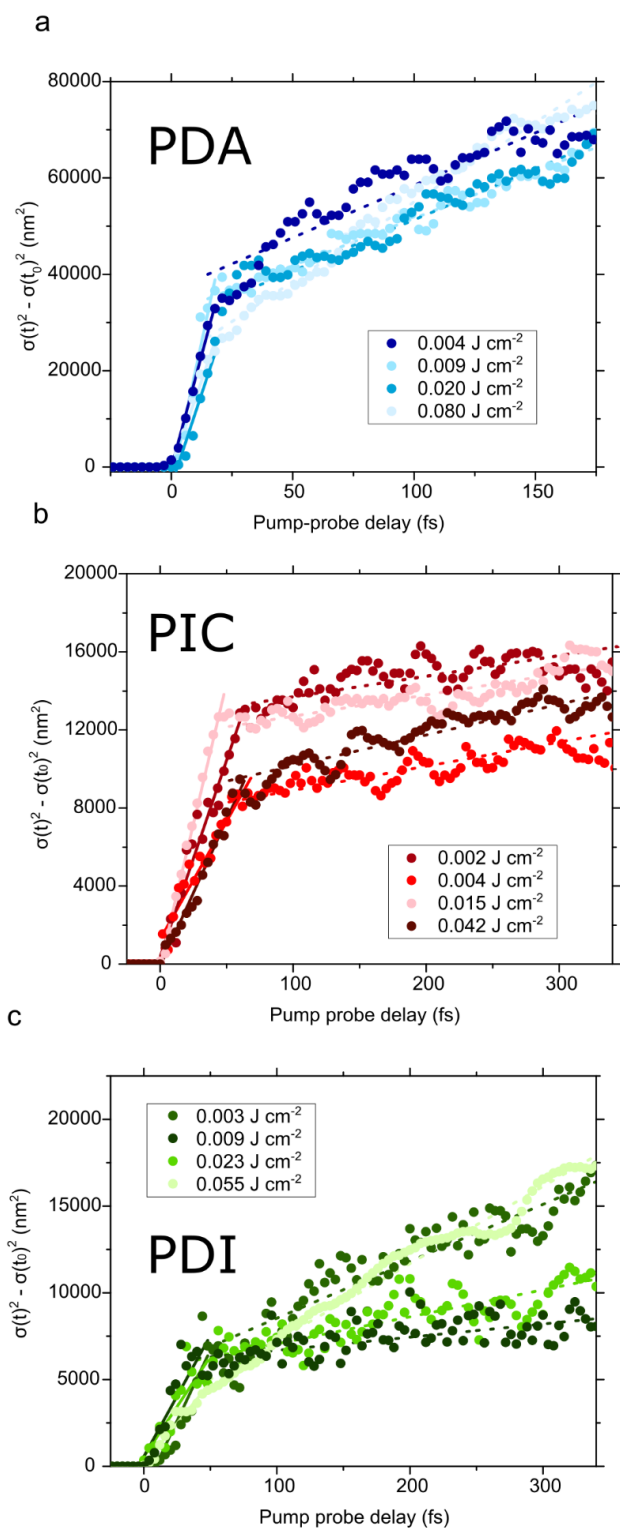 a
80000
60000
40000
20000
0
σ(t)² - σ(t₀)² (nm²)
PDA
0.004 J cm⁻²
0.009 J cm⁻²
0.020 J cm⁻²
0.080 J cm⁻²
0 50 100 150
Pump-probe delay (fs)
b
20000
16000
12000
8000
4000
0
σ(t)² - σ(t₀)² (nm²)
PIC
0.002 J cm⁻²
0.004 J cm⁻²
0.015 J cm⁻²
0.042 J cm⁻²
0 100 200 300
Pump probe delay (fs)
c
20000
15000
10000
5000
0
σ(t)² - σ(t₀)² (nm²)
0.003 J cm⁻²
0.009 J cm⁻²
0.023 J cm⁻²
0.055 J cm⁻²
PDI
0 100 200 300
Pump probe delay (fs)